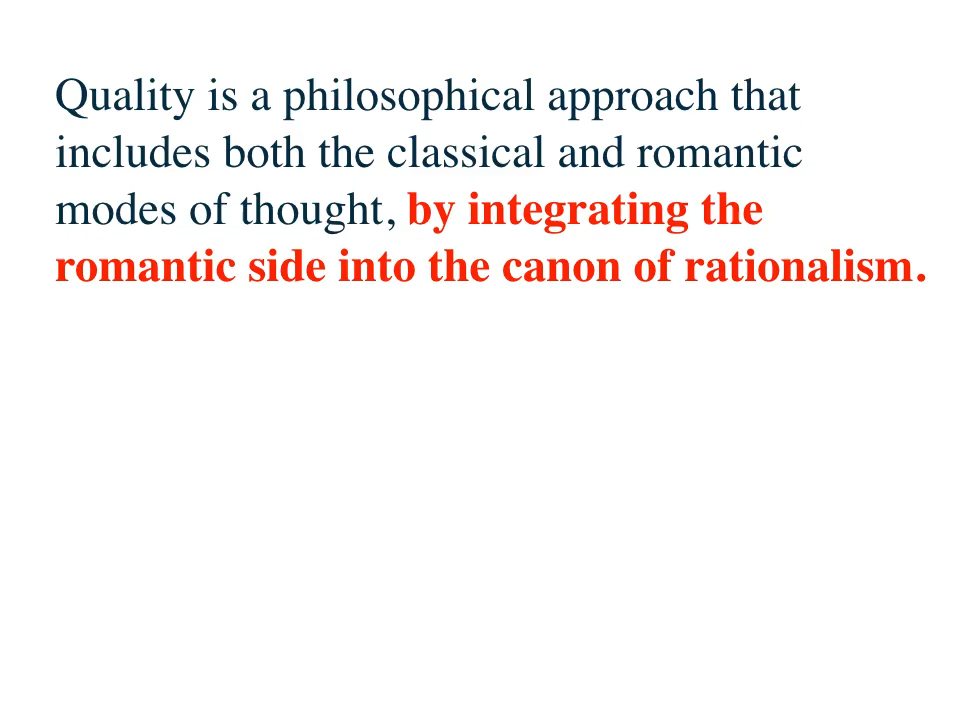 Quality is a philosophical approach that
includes both the classical and romantic
modes of thought, by integrating the
romantic side into the canon of rationalism.